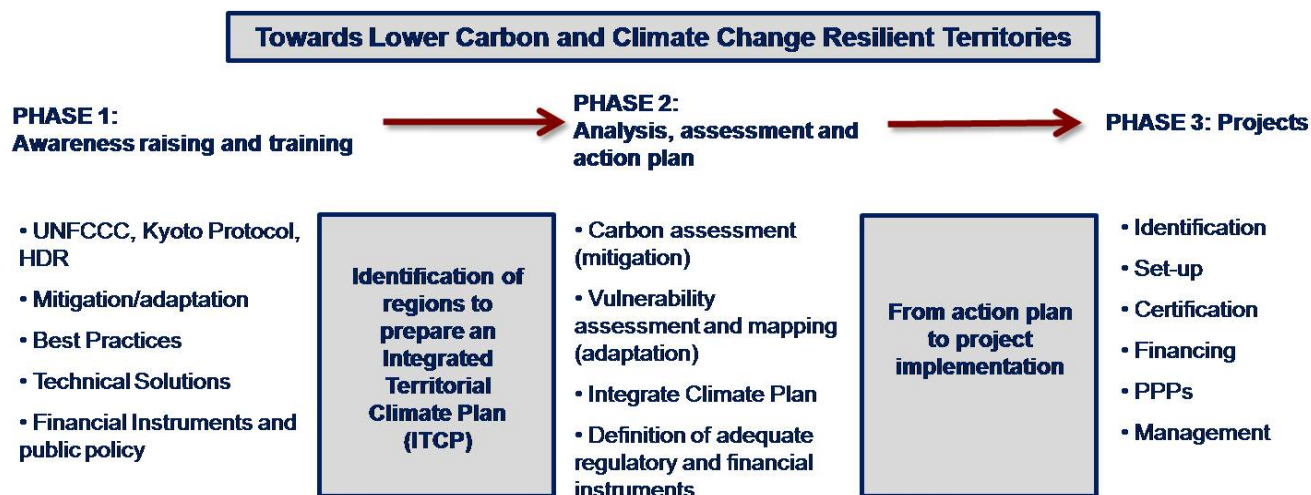 Towards Lower Carbon and Climate Change Resilient Territories
PHASE 1:
Awareness raising and training
PHASE 2:
Analysis, assessment and
action plan
PHASE 3: Projects
• UNFCCC, Kyoto Protocol,
HDR
• Mitigation/adaptation
• Best Practices
• Technical Solutions
• Financial Instruments and
public policy
Identification of
regions to
prepare an
Integrated
Territorial
Climate Plan
(ITCP)
• Carbon assessment
(mitigation)
• Vulnerability
assessment and mapping
(adaptation)
• Integrate Climate Plan
• Definition of adequate
regulatory and financial
instruments
From action plan
to project
implementation
• Identification
• Set-up
• Certification
• Financing
• PPPs
• Management